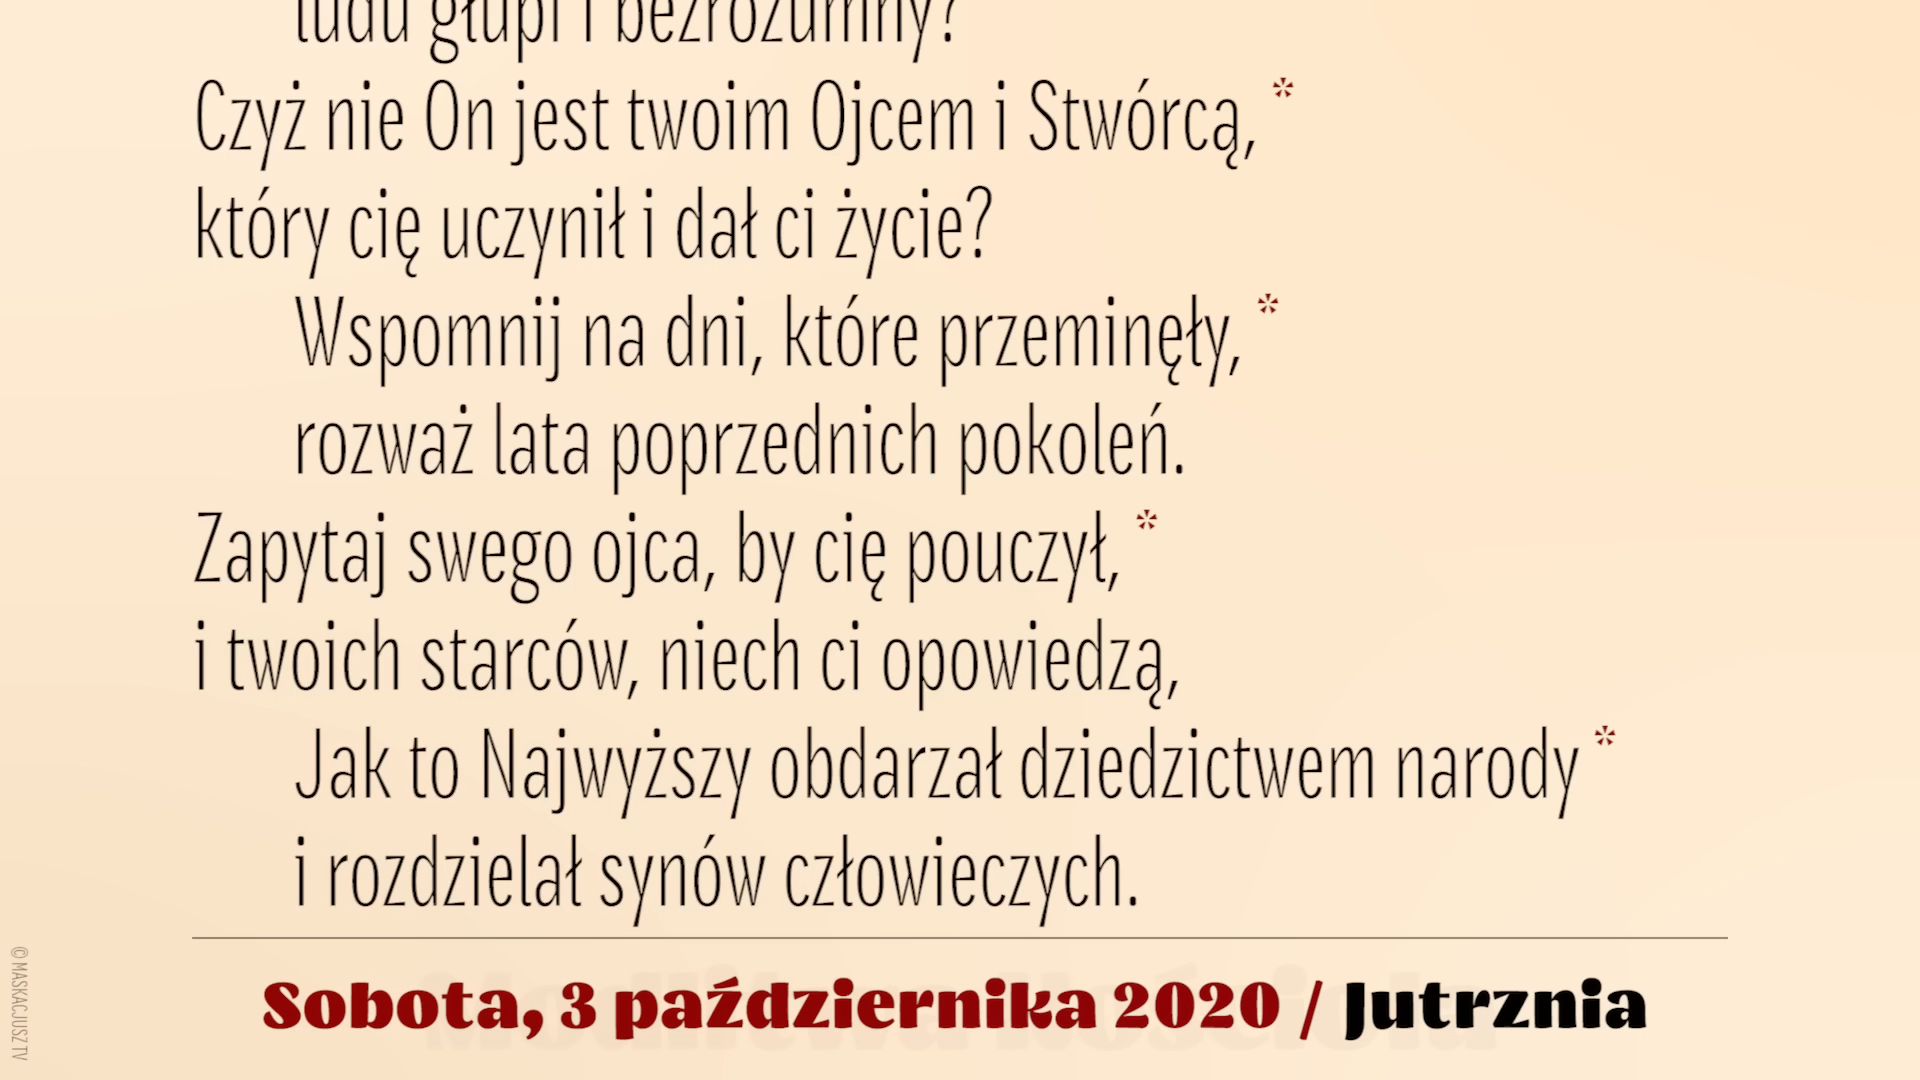 ludu głupi i bezrozumny?
Czyż nie On jest twoim Ojcem i Stwórcą, *
który cię uczynił i dał ci życie?
Wspomnij na dni, które przeminęły, *
rozważ lata poprzednich pokoleń.
Zapytaj swego ojca, by cię pouczył, *
i twoich starców, niech ci opowiedzą,
Jak to Najwyższy obdarzał dziedzictwem narody *
i rozdzielał synów człowieczych.
Sobota, 3 października 2020 / Jutrznia
© MASKACJUSZ TV